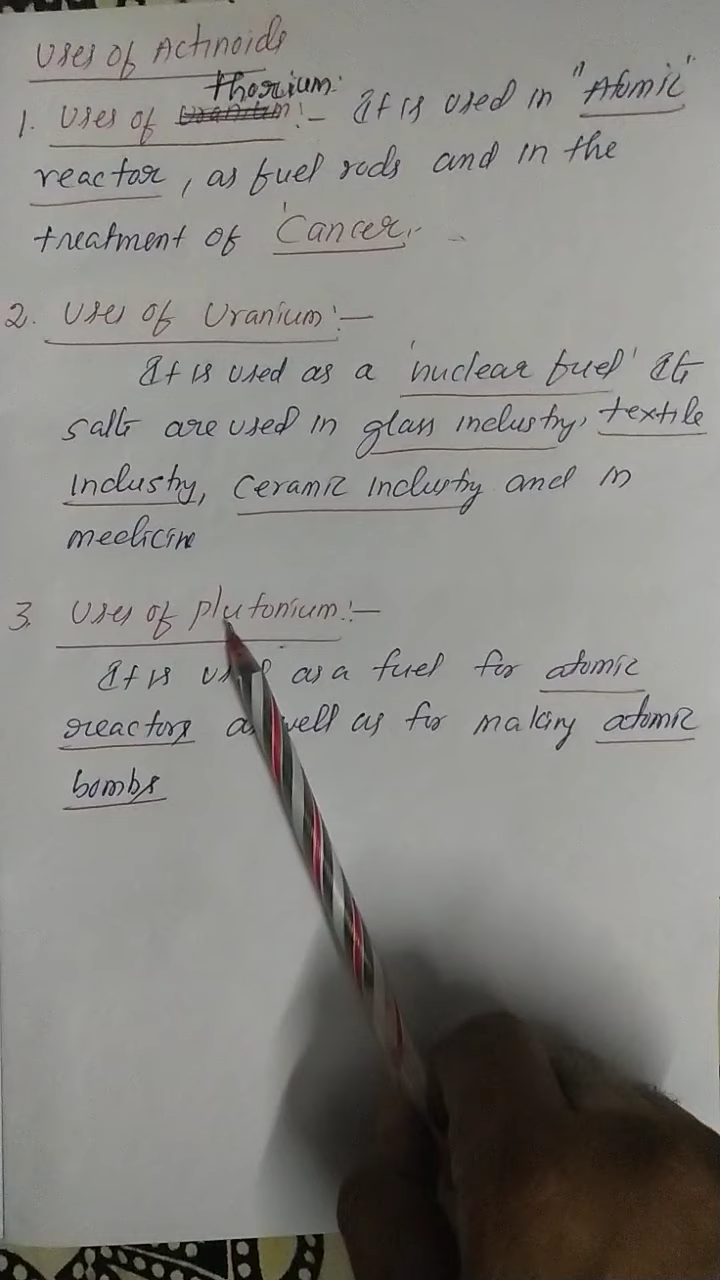 Uses of Actinoids
thorium:
1. Uses of Uranium:- It is used in "Atomic"
reactor, as fuel rods and in the
treatment of 'Cancer.
2. Uses of Uranium:-
It is used as a 'nuclear fuel' Its
salts are used in glass industry, textile
industry, ceramic industry and in
medicine
3. Uses of plutonium:-
It is used as a fuel for atomic
reactors as well as for making atomic
bombs